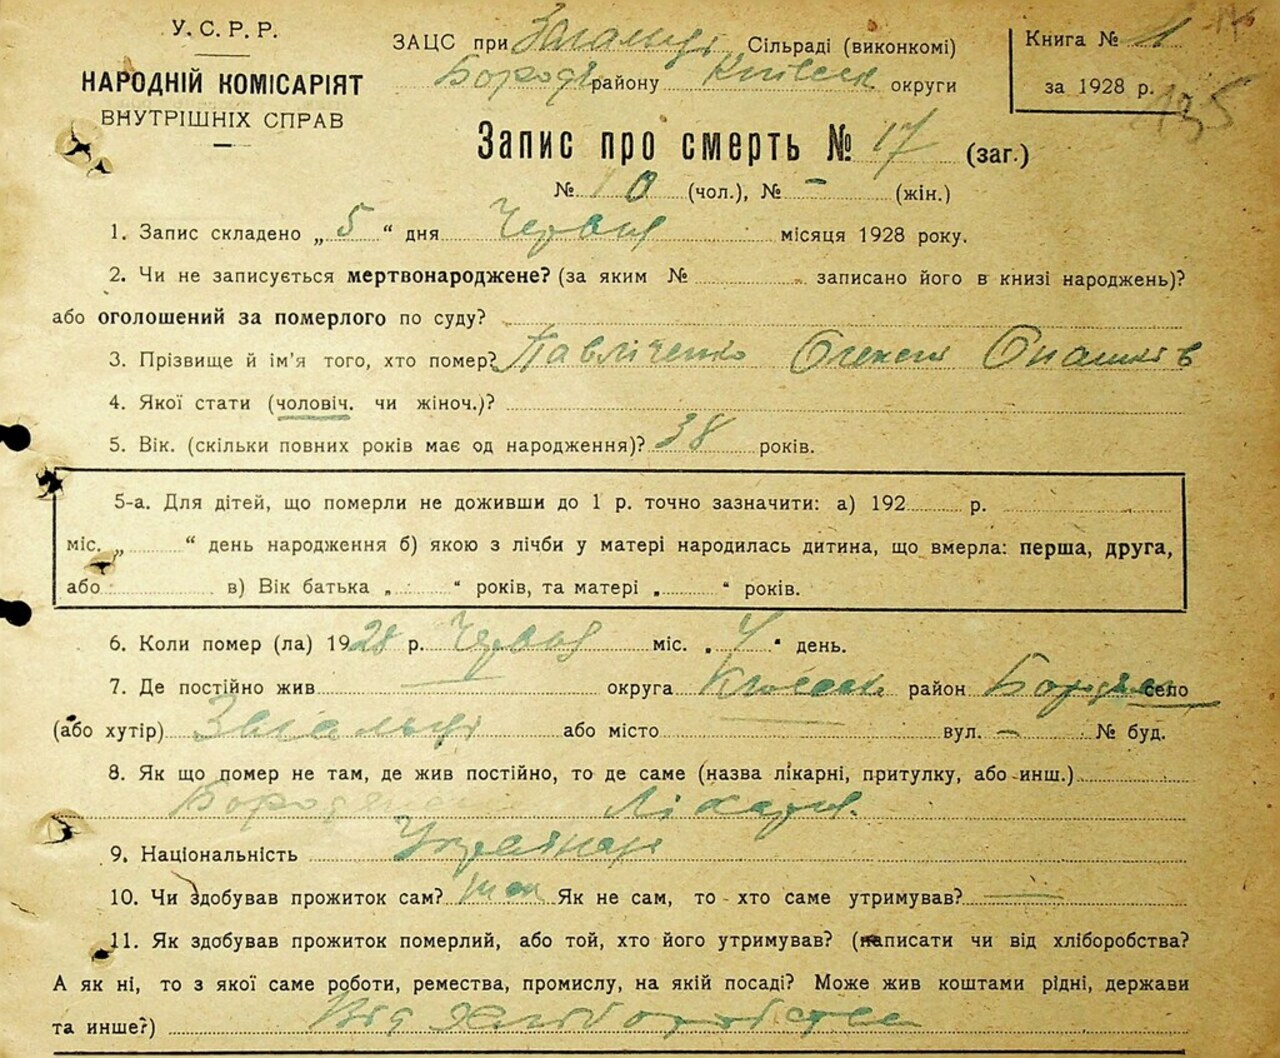 У. С. Р. Р.
НАРОДНІЙ КОМІСАРІЯТ
ВНУТРІШНІХ СПРАВ
ЗАЦС при Загальці Сільраді (виконкомі)
Бородян району Київськ округи
Книга № 1
за 1928 р.
195
Запис про смерть № 17 (заг.)
№ 10 (чол.), № - (жін.)
1. Запис складено „ 5 “ дня Червня місяця 1928 року.
2. Чи не записується мертвонароджене? (за яким № записано його в книзі народжень)?
або оголошений за померлого по суду?
3. Прізвище й ім'я того, хто помер? Павліченко Олексій
4. Якої стати (чоловіч. чи жіноч.)?
5. Вік. (скільки повних років має од народження)? 38 років.
5-а. Для дітей, що померли не доживши до 1 р. точно зазначити: а) 192 р.
міс. „ “ день народження б) якою з лічби у матері народилась дитина, що вмерла: перша, друга,
або в) Вік батька „ “ років, та матері „ “ років.
6. Коли помер (ла) 1928 р. Червня міс. „ “ день.
7. Де постійно жив округа Київськ. район Бородян село
(або хутір) Загальці або місто вул. - № буд.
8. Як що помер не там, де жив постійно, то де саме (назва лікарні, притулку, або инш.)
Бородянськ Лікарня.
9. Національність Українец
10. Чи здобував прожиток сам? так Як не сам, то хто саме утримував? —
11. Як здобував прожиток померлий, або той, хто його утримував? (написати чи від хліборобства?
А як ні, то з якої саме роботи, ремества, промислу, на якій посаді? Може жив коштами рідні, держави
та инше?) Від хліборобства